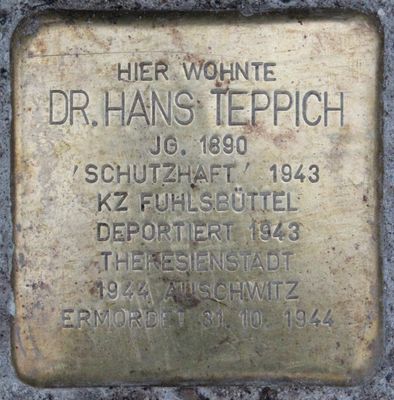 HIER WOHNTE
DR. HANS TEPPICH
JG. 1890
'SCHUTZHAFT' 1943
KZ FUHLSBÜTTEL
DEPORTIERT 1943
THERESIENSTADT
1944 AUSCHWITZ
ERMORDET 31. 10. 1944